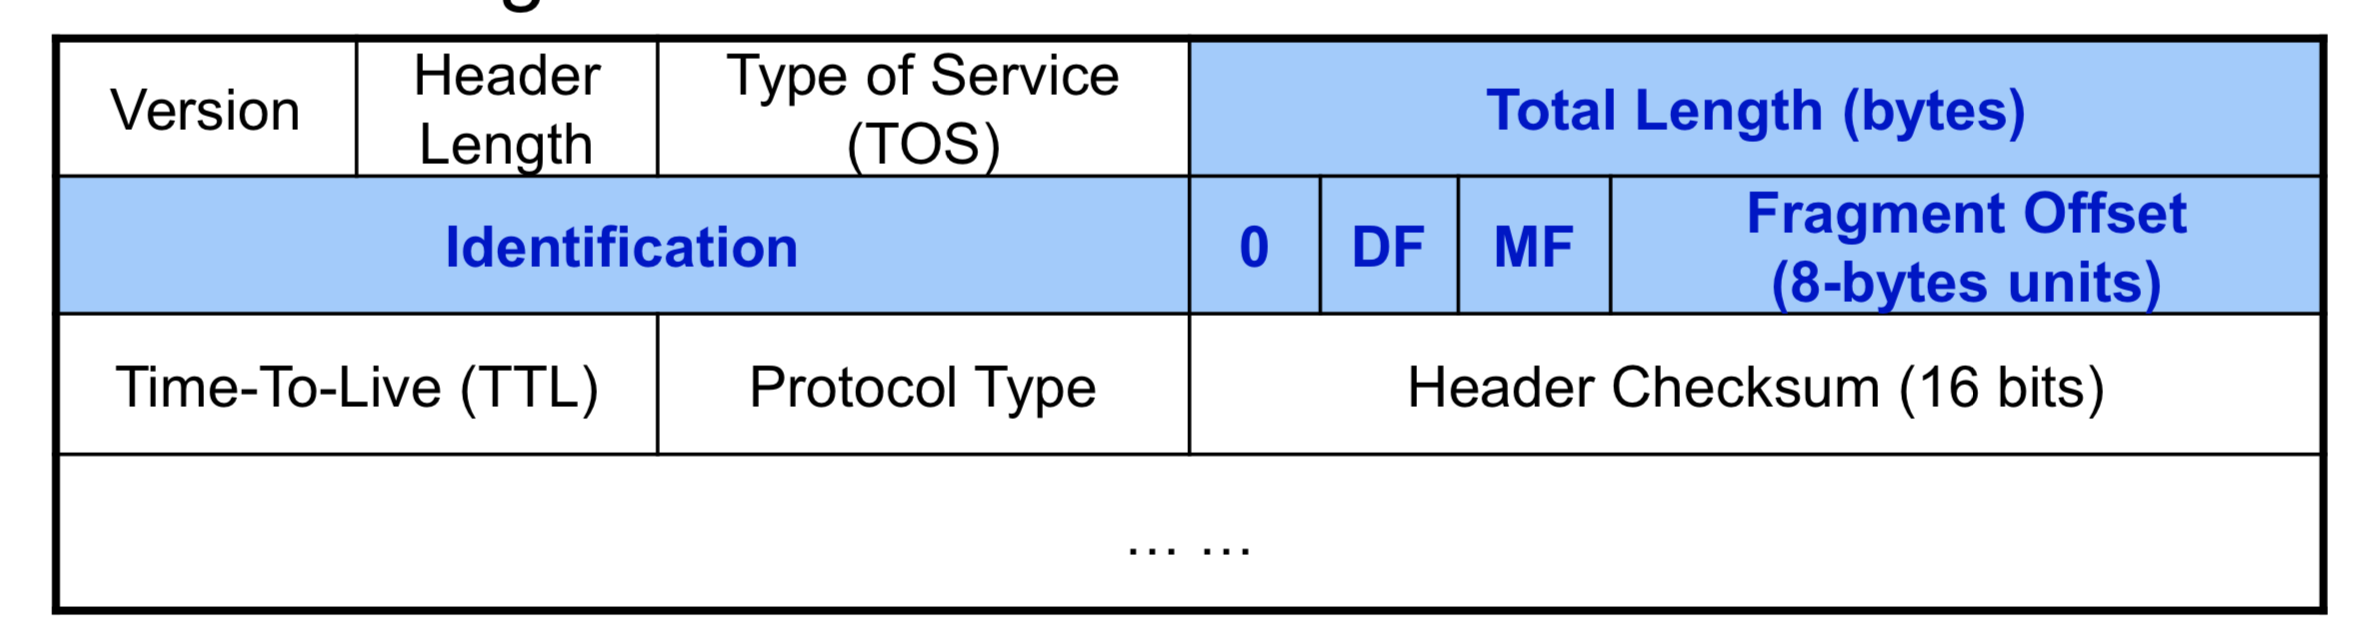 Version
Header
Length
Type of Service
(TOS)
Total Length (bytes)
Identification
0
DF
MF
Fragment Offset
(8-bytes units)
Time-To-Live (TTL)
Protocol Type
Header Checksum (16 bits)
... ...